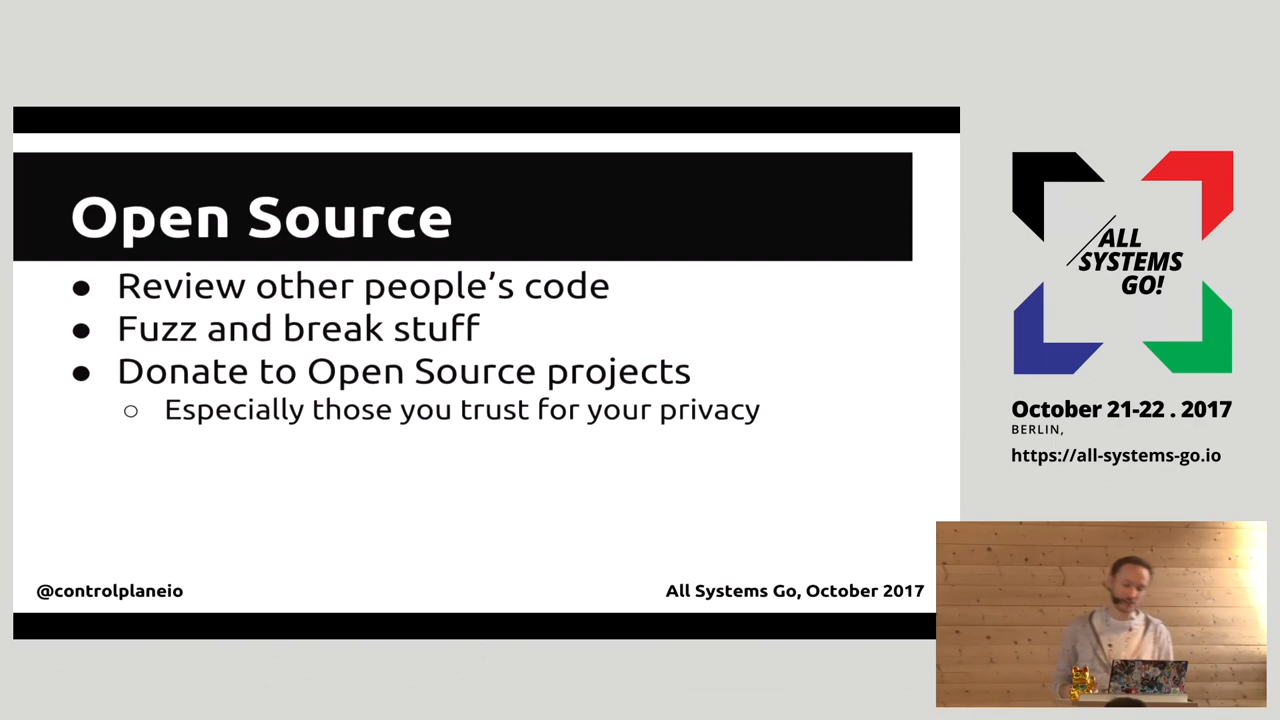 Open Source
● Review other people's code
● Fuzz and break stuff
● Donate to Open Source projects
○ Especially those you trust for your privacy
@controlplaneio
All Systems Go, October 2017
ALL
SYSTEMS
GO!
October 21-22 . 2017
BERLIN,
https://all-systems-go.io